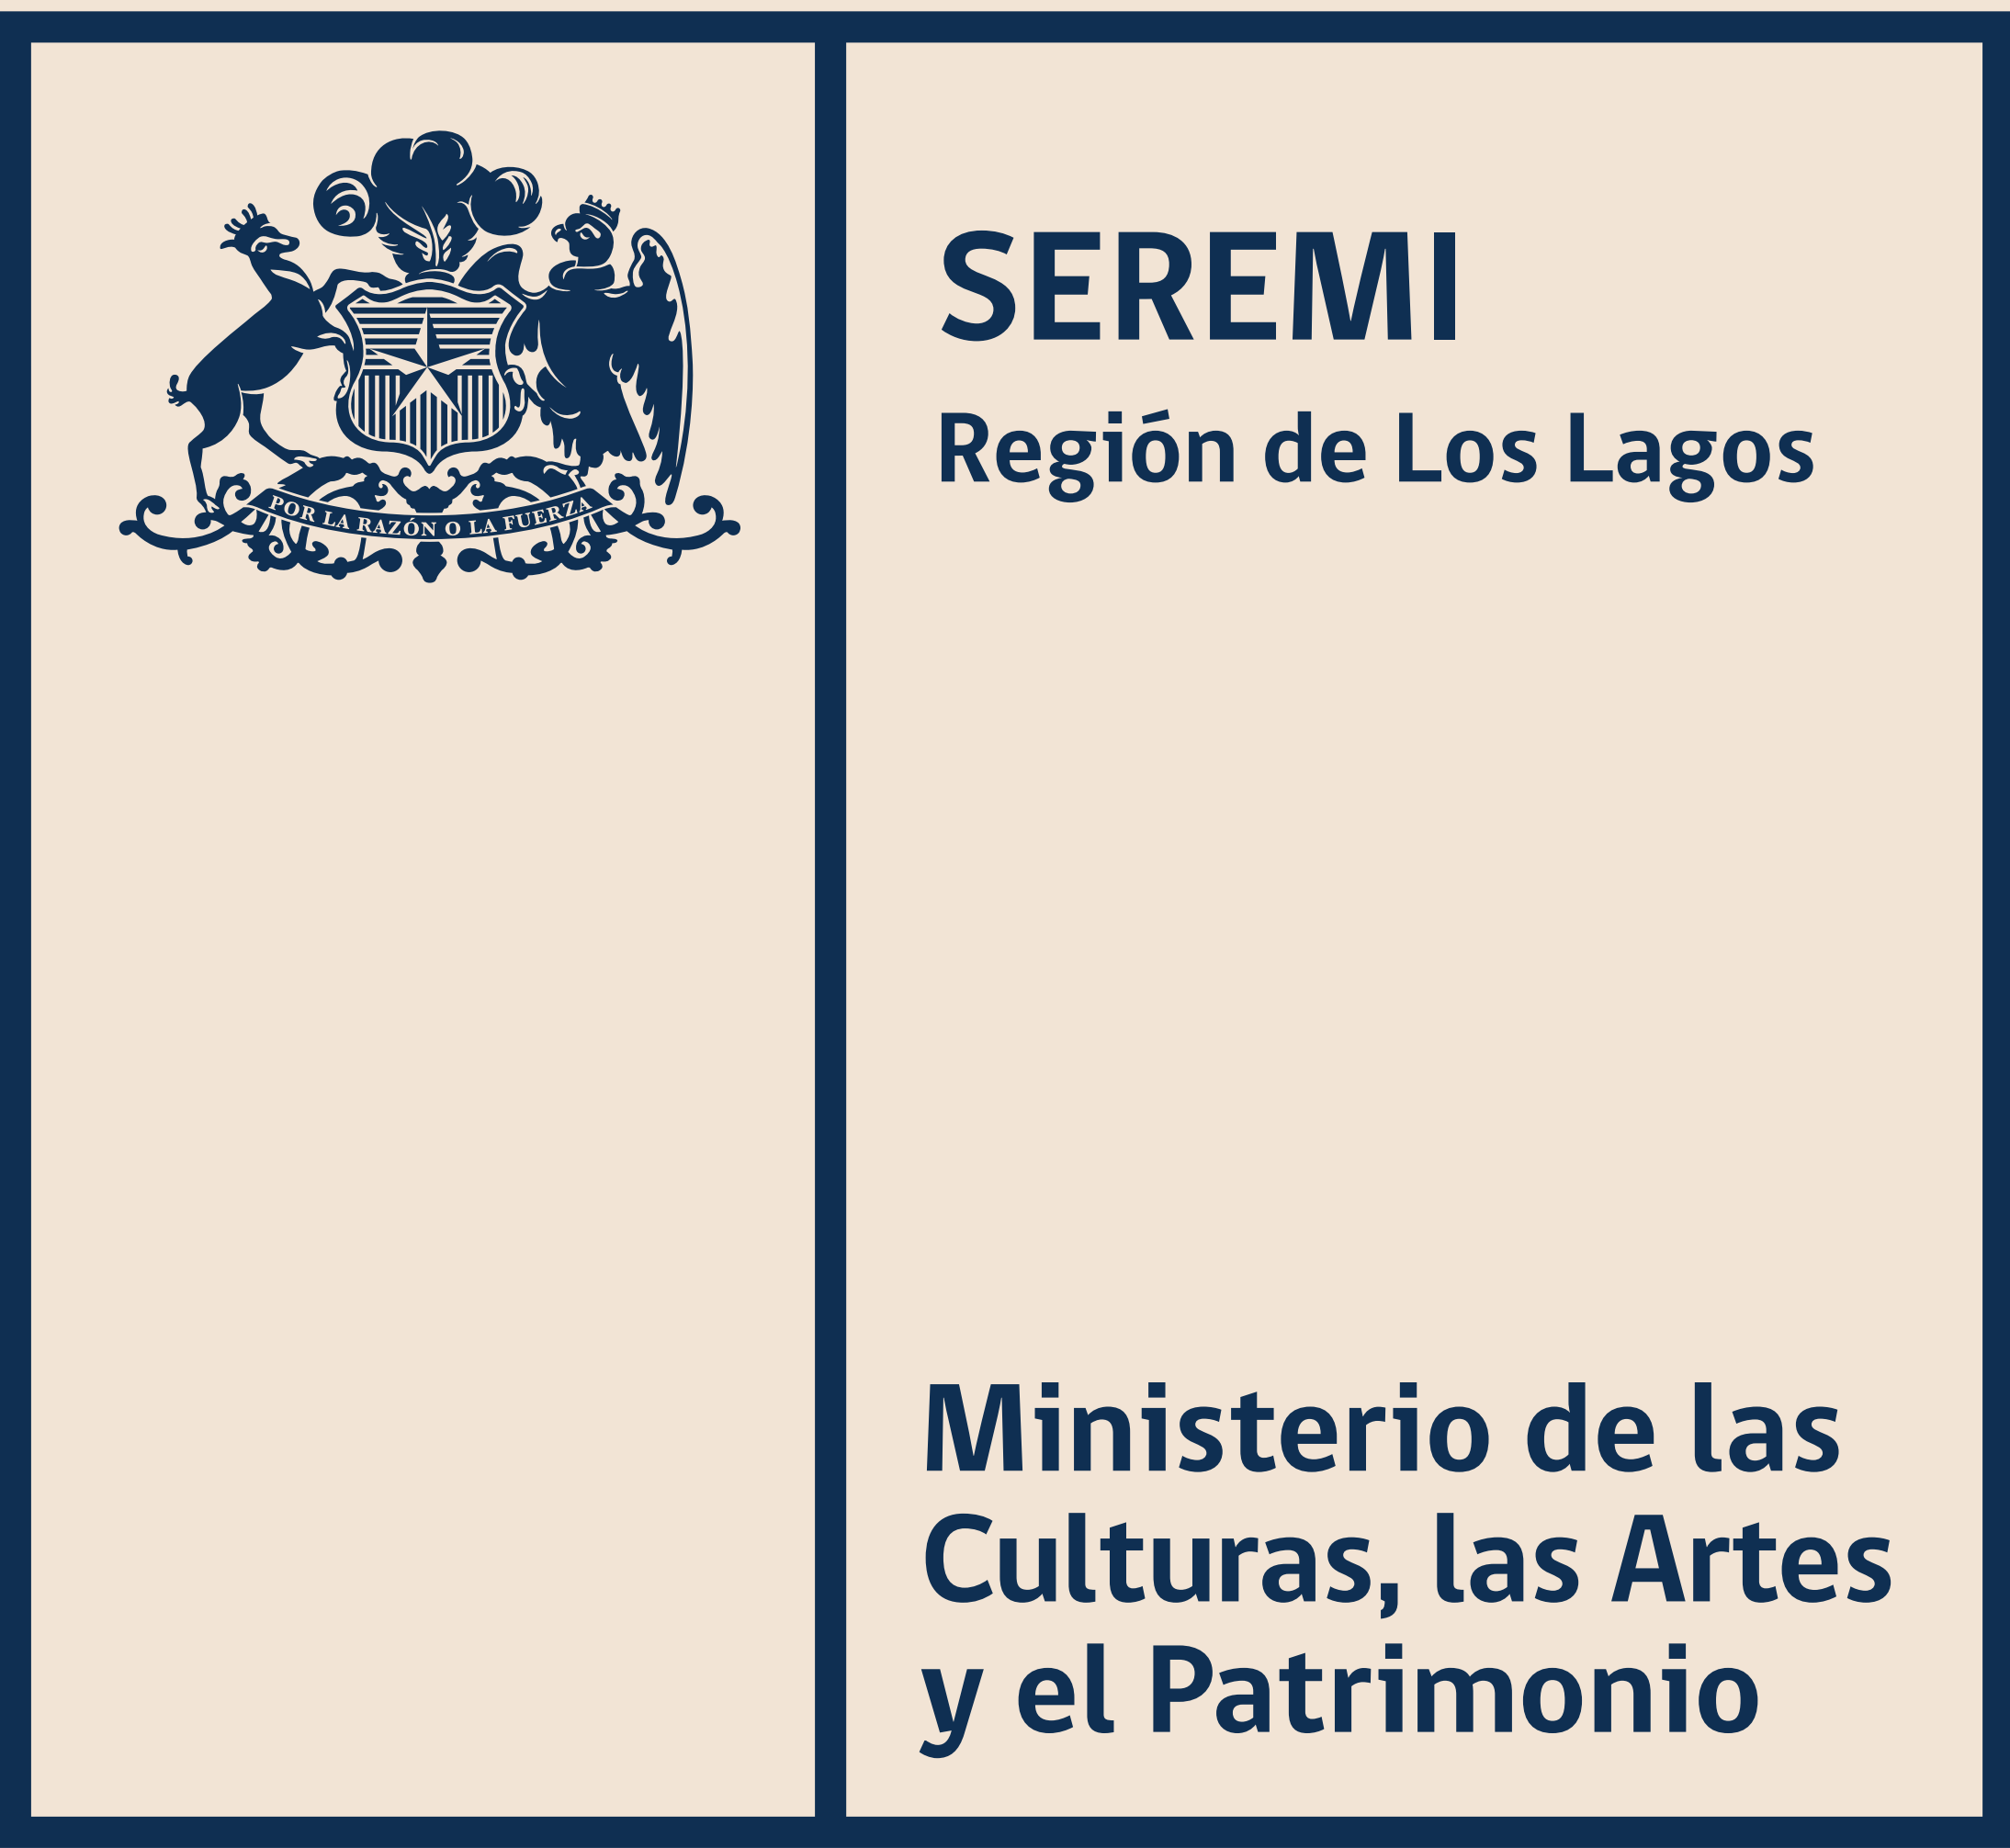 POR LA RAZÓN O LA FUERZA
SEREMI
Región de Los Lagos
Ministerio de las
Culturas, las Artes
y el Patrimonio